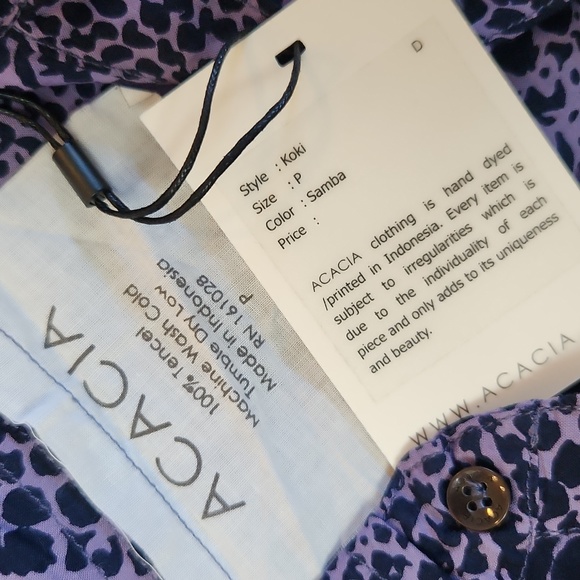 D
Style : Koki
Size : P
Color : Samba
Price :
ACACIA clothing is hand dyed
/printed in Indonesia. Every item is
subject to irregularities which is
due to the individuality of each
piece and only adds to its uniqueness
and beauty.
WWW.ACACIA
ACACIA
100% Tencel
Machine Wash Cold
Tumble Dry Low
Made in Indonesia
RN 161028
P